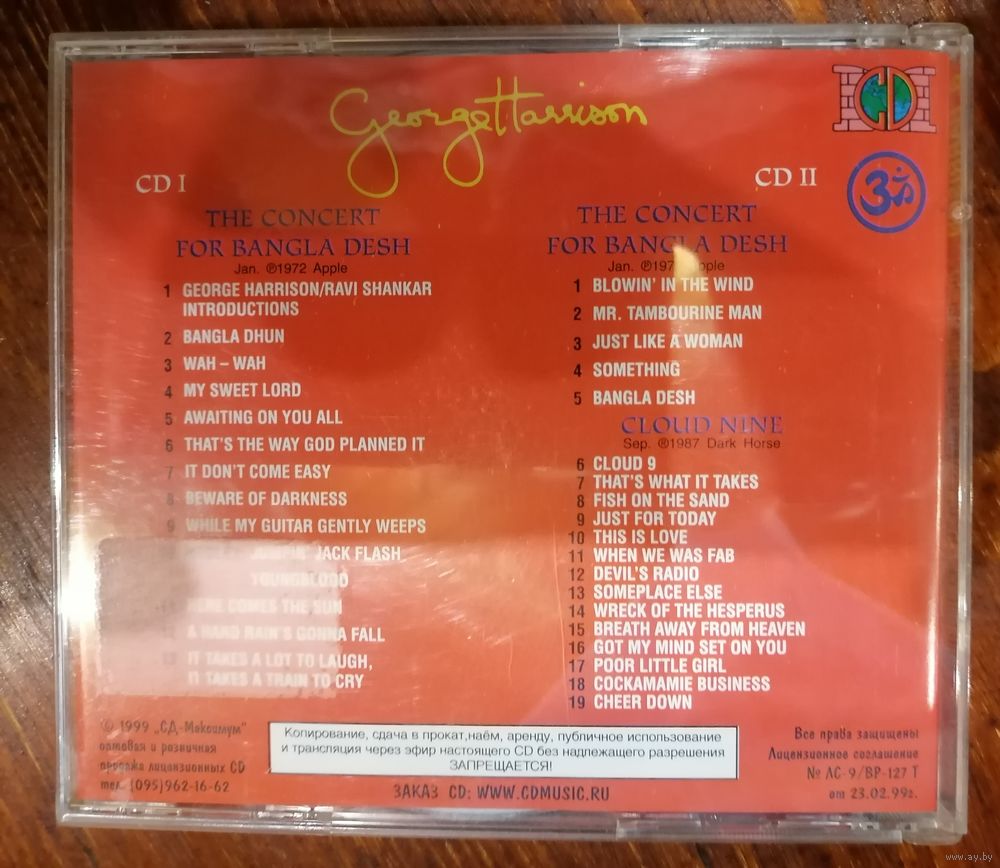 George Harrison
CD
CD I
THE CONCERT
FOR BANGLA DESH
Jan. ℗1972 Apple
1 GEORGE HARRISON/RAVI SHANKAR
INTRODUCTIONS
2 BANGLA DHUN
3 WAH – WAH
4 MY SWEET LORD
5 AWAITING ON YOU ALL
6 THAT'S THE WAY GOD PLANNED IT
7 IT DON'T COME EASY
8 BEWARE OF DARKNESS
9 WHILE MY GUITAR GENTLY WEEPS
JUMPIN' JACK FLASH
YOUNGBLOOD
HERE COMES THE SUN
A HARD RAIN'S GONNA FALL
IT TAKES A LOT TO LAUGH,
IT TAKES A TRAIN TO CRY
CD II
THE CONCERT
FOR BANGLA DESH
Jan.
1 BLOWIN' IN THE WIND
2 MR. TAMBOURINE MAN
3 JUST LIKE A WOMAN
4 SOMETHING
5 BANGLA DESH
CLOUD NINE
Sep. ℗1987 Dark Horse
6 CLOUD 9
7 THAT'S WHAT IT TAKES
8 FISH ON THE SAND
9 JUST FOR TODAY
10 THIS IS LOVE
11 WHEN WE WAS FAB
12 DEVIL'S RADIO
13 SOMEPLACE ELSE
14 WRECK OF THE HESPERUS
15 BREATH AWAY FROM HEAVEN
16 GOT MY MIND SET ON YOU
17 POOR LITTLE GIRL
18 COCKAMAMIE BUSINESS
19 CHEER DOWN
© 1999 „СД-Максимум"
оптовая и розничная
продажа лицензионных CD
тел. (095)962-16-62
Копирование, сдача в прокат,наём, аренду, публичное использование
и трансляция через эфир настоящего CD без надлежащего разрешения
ЗАПРЕЩАЕТСЯ!
ЗАКАЗ CD: WWW.CDMUSIC.RU
Все права защищены
Лицензионное соглашение
№ ЛС-9/ВР-127 Т
от 23.02.99г.
www.ay.by